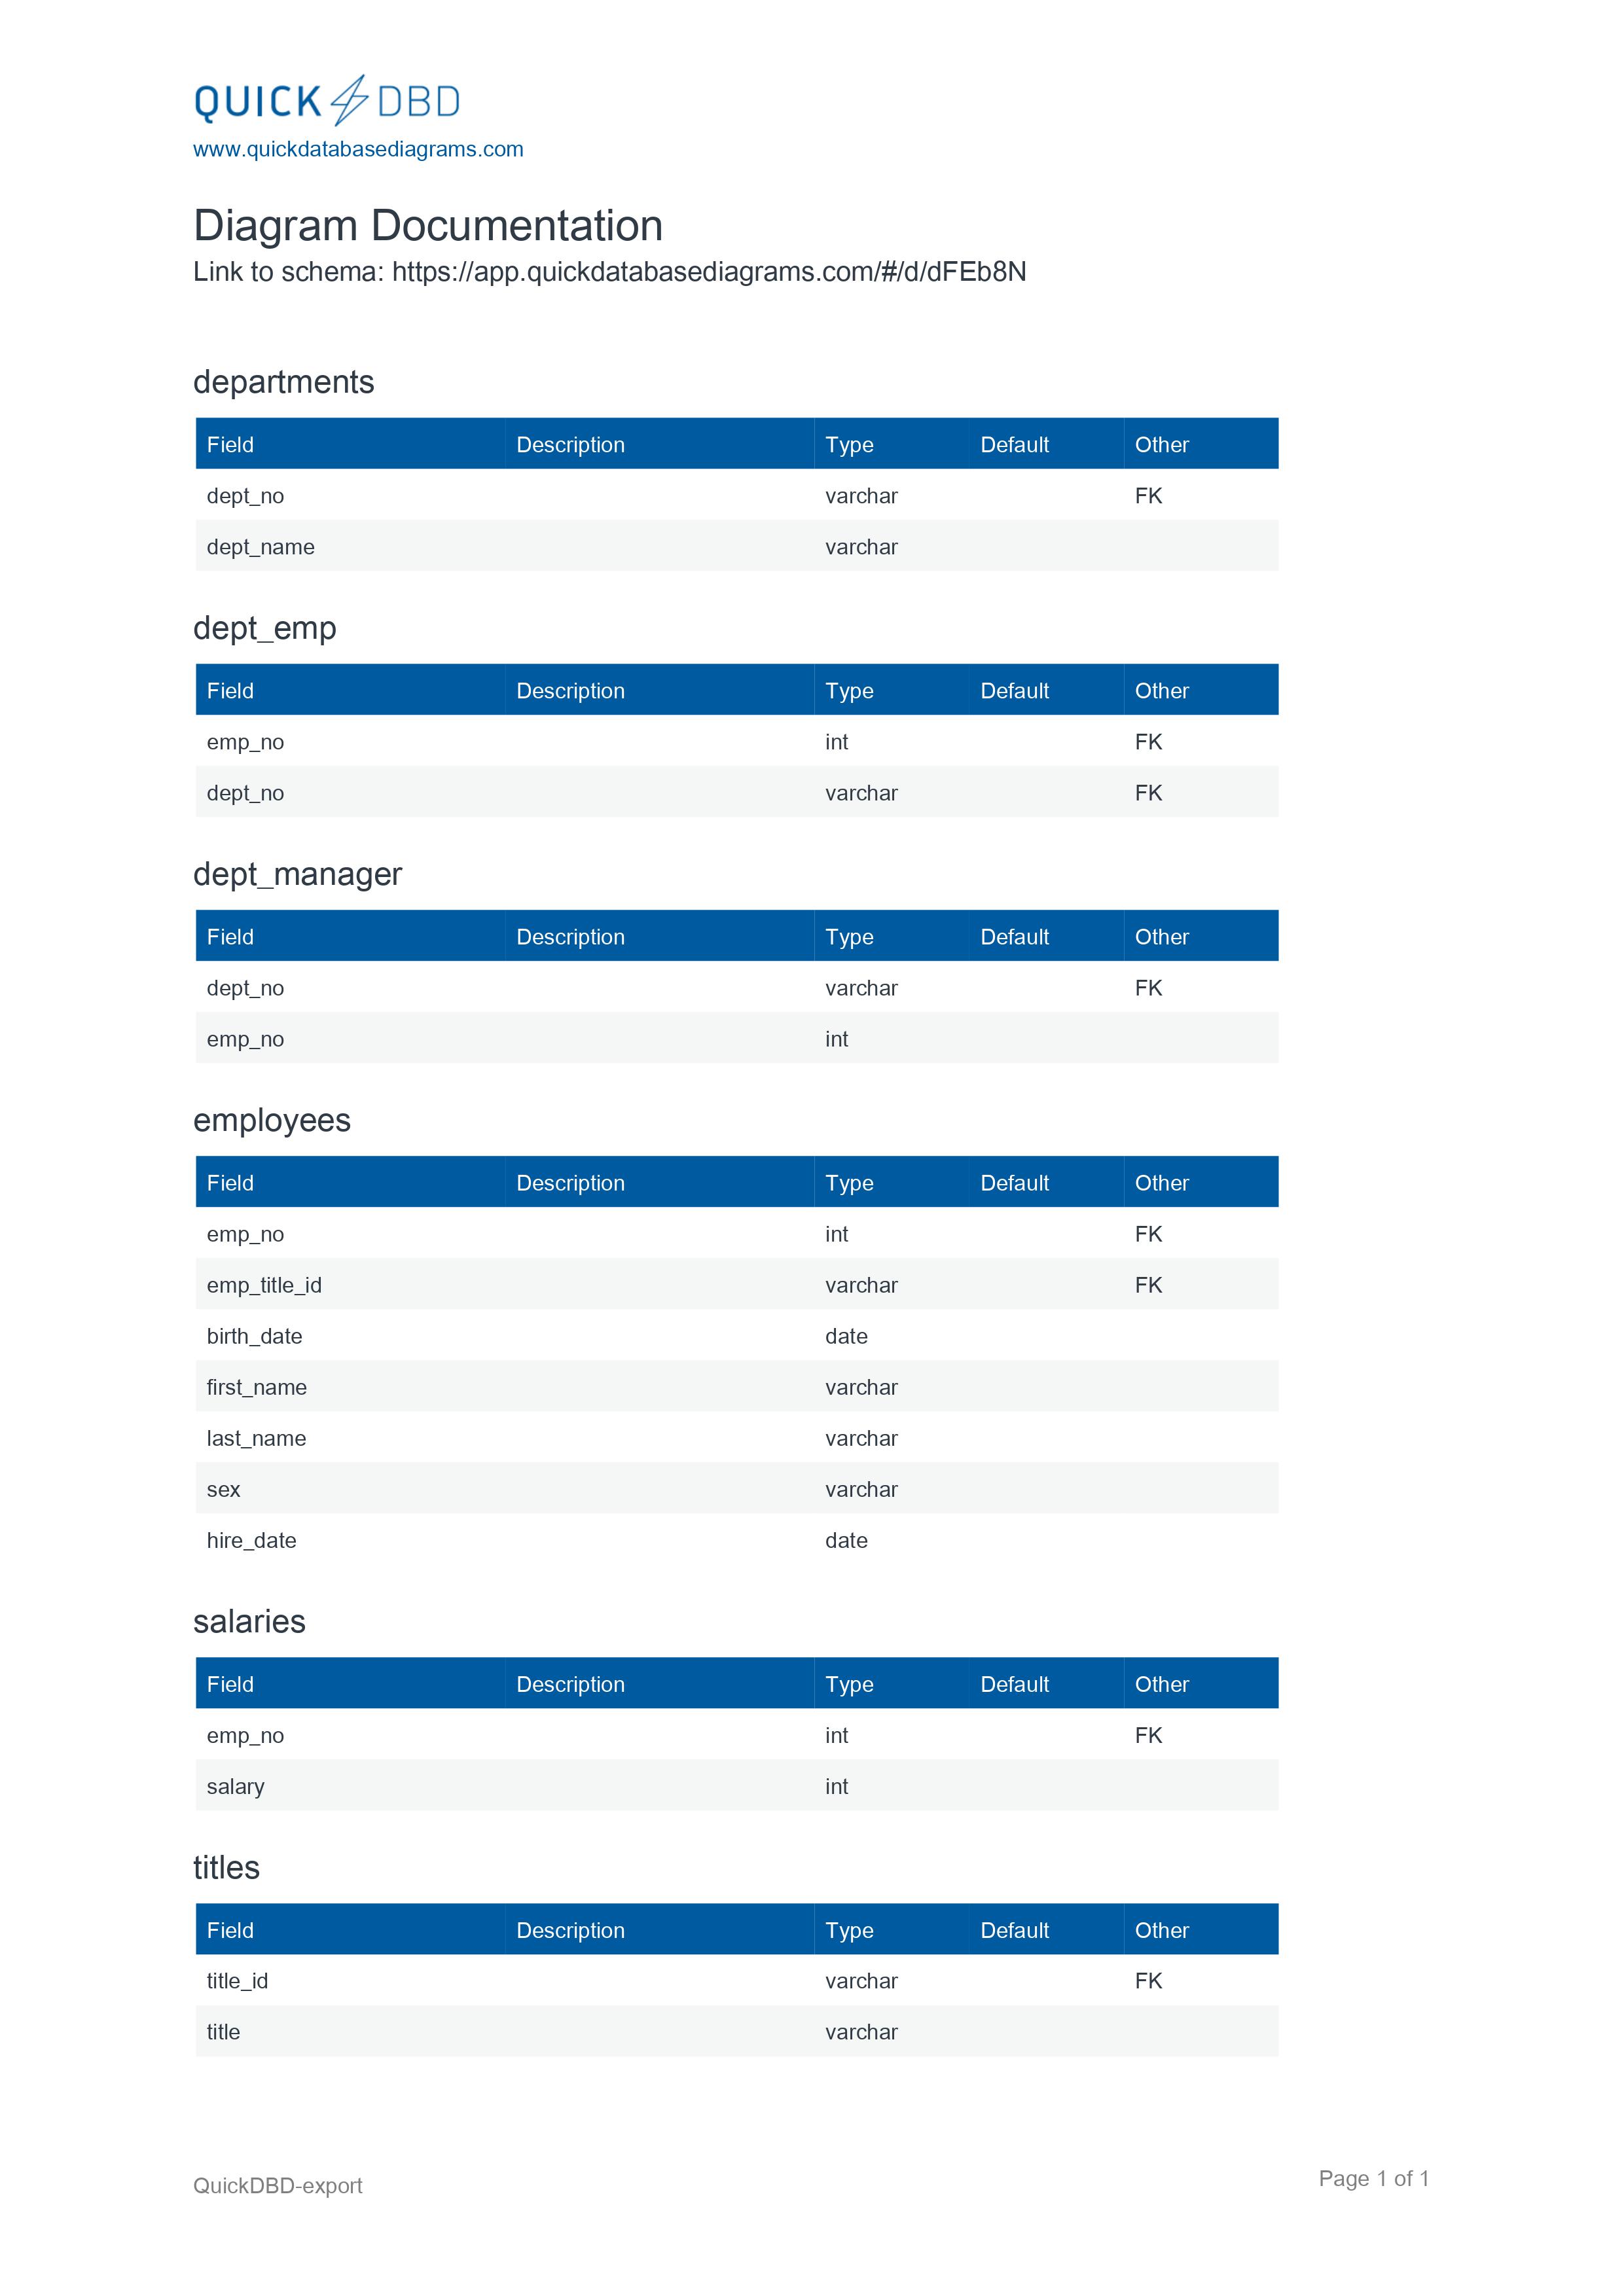 QUICK DBD
www.quickdatabasediagrams.com
Diagram Documentation
Link to schema: https://app.quickdatabasediagrams.com/#/d/dFEb8N
departments
Field Description Type Default Other
dept_no varchar FK
dept_name varchar
dept_emp
Field Description Type Default Other
emp_no int FK
dept_no varchar FK
dept_manager
Field Description Type Default Other
dept_no varchar FK
emp_no int
employees
Field Description Type Default Other
emp_no int FK
emp_title_id varchar FK
birth_date date
first_name varchar
last_name varchar
sex varchar
hire_date date
salaries
Field Description Type Default Other
emp_no int FK
salary int
titles
Field Description Type Default Other
title_id varchar FK
title varchar
QuickDBD-export Page 1 of 1